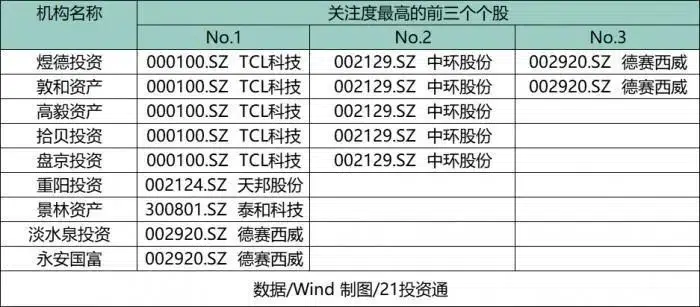 机构名称 关注度最高的前三个个股
No.1 No.2 No.3
煜德投资 000100.SZ TCL科技 002129.SZ 中环股份 002920.SZ 德赛西威
敦和资产 000100.SZ TCL科技 002129.SZ 中环股份 002920.SZ 德赛西威
高毅资产 000100.SZ TCL科技 002129.SZ 中环股份
拾贝投资 000100.SZ TCL科技 002129.SZ 中环股份
盘京投资 000100.SZ TCL科技 002129.SZ 中环股份
重阳投资 002124.SZ 天邦股份
景林资产 300801.SZ 泰和科技
淡水泉投资 002920.SZ 德赛西威
永安国富 002920.SZ 德赛西威
数据/Wind 制图/21投资通